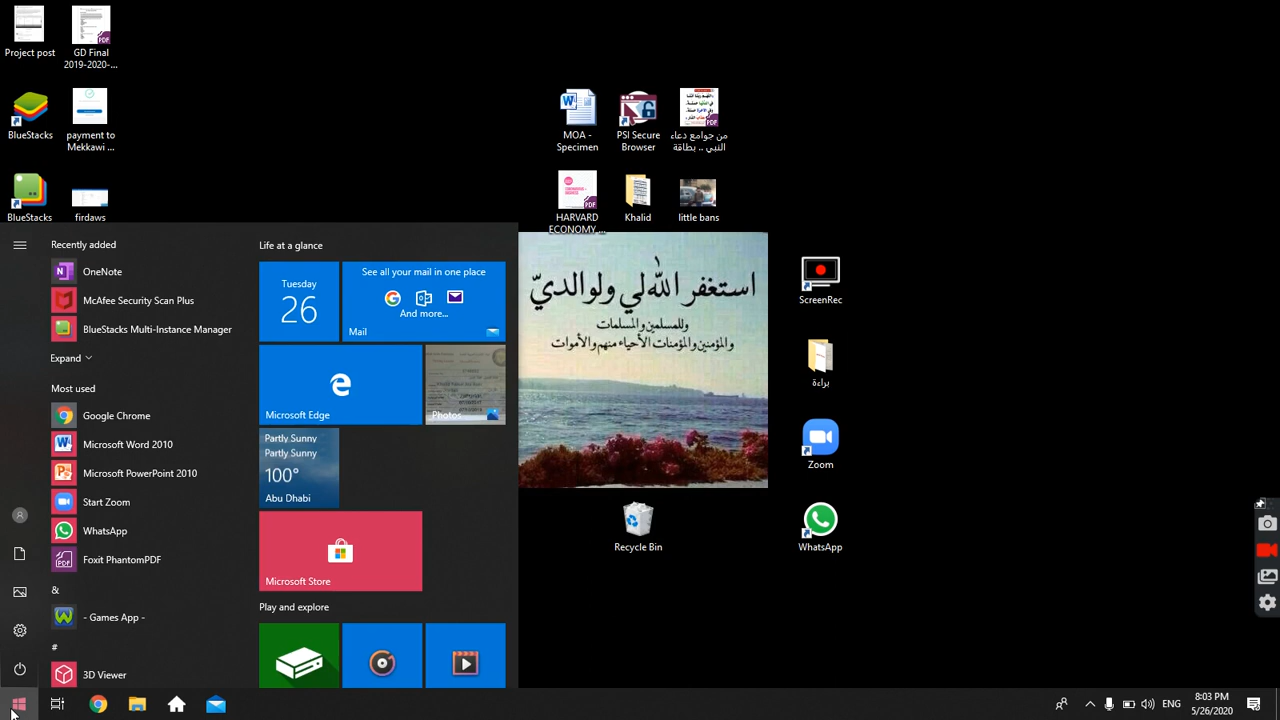 Project post
GD Final
2019-2020-...
BlueStacks
payment to
Mekkawi ...
BlueStacks
firdaws
MOA -
Specimen
PSI Secure
Browser
من جوامع دعاء
النبي .. بطاقة
HARVARD
ECONOMY ...
Khalid
little bans
Recently added
OneNote
McAfee Security Scan Plus
BlueStacks Multi-Instance Manager
Expand
Most used
Google Chrome
Microsoft Word 2010
Microsoft PowerPoint 2010
Start Zoom
WhatsApp
Foxit PhantomPDF
&
- Games App -
#
3D Viewer
Life at a glance
Tuesday
26
See all your mail in one place
And more...
Mail
Microsoft Edge
Photos
Partly Sunny
Partly Sunny
100°
Abu Dhabi
Microsoft Store
Play and explore
استغفر الله لي ولوالديّ
وللمسلمين والمسلمات
والمؤمنين والمؤمنات الأحياء منهم والأموات
Recycle Bin
ScreenRec
براءة
Zoom
WhatsApp
ENG
8:03 PM
5/26/2020